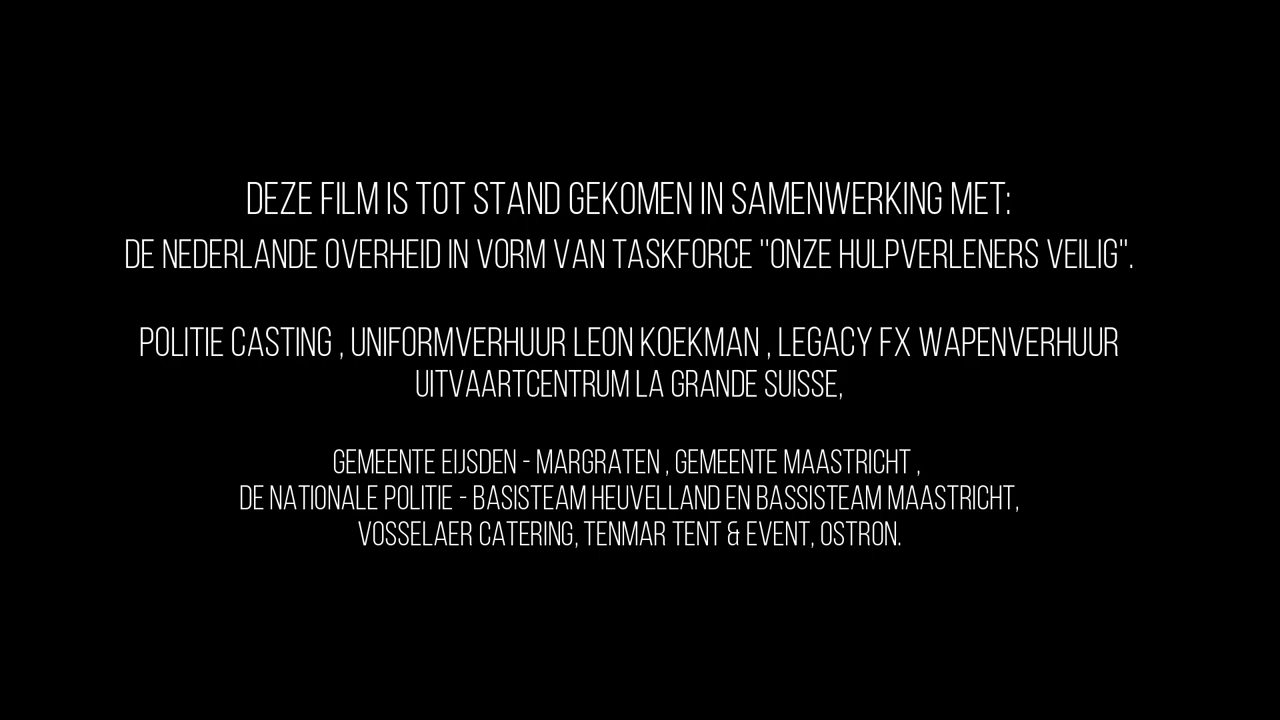 DEZE FILM IS TOT STAND GEKOMEN IN SAMENWERKING MET:
DE NEDERLANDE OVERHEID IN VORM VAN TASKFORCE "ONZE HULPVERLENERS VEILIG".
POLITIE CASTING , UNIFORMVERHUUR LEON KOEKMAN , LEGACY FX WAPENVERHUUR
UITVAARTCENTRUM LA GRANDE SUISSE,
GEMEENTE EIJSDEN - MARGRATEN , GEMEENTE MAASTRICHT ,
DE NATIONALE POLITIE - BASISTEAM HEUVELLAND EN BASSISTEAM MAASTRICHT,
VOSSELAER CATERING, TENMAR TENT & EVENT, OSTRON.